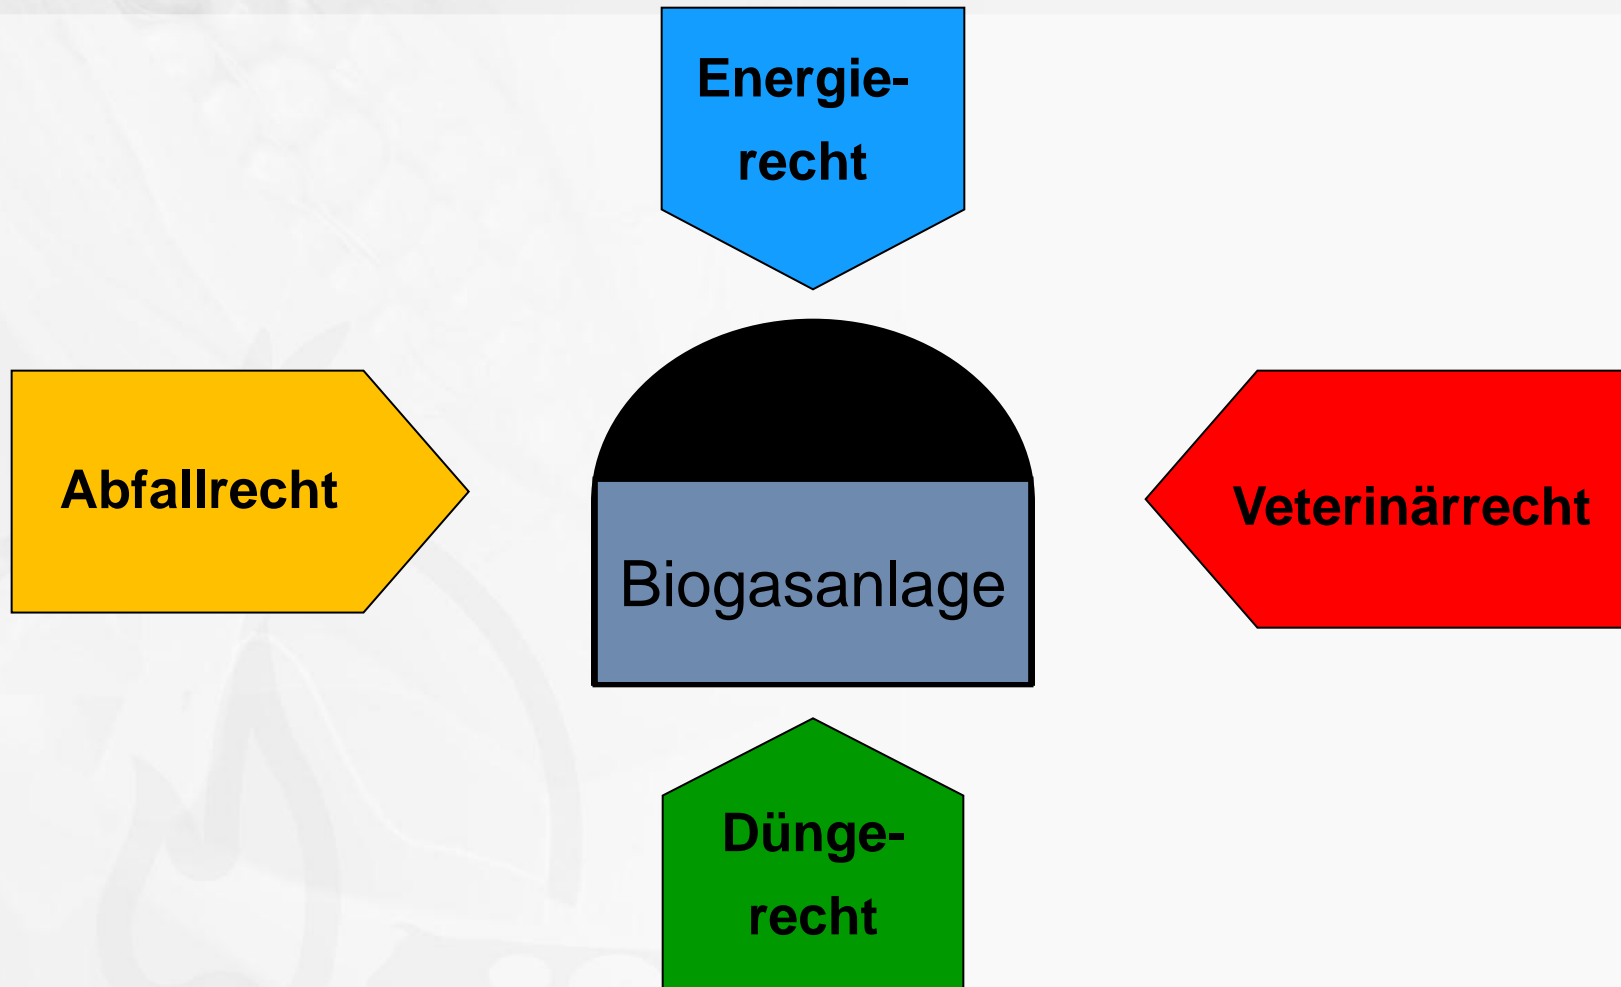 Energie-
recht
Abfallrecht
Veterinärrecht
Biogasanlage
Dünge-
recht